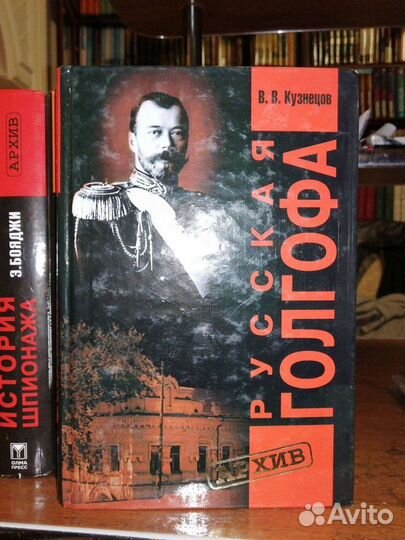 АРХИВ
З.БОЯДЖИ
ИСТОРИЯ
ШПИОНАЖА
ОЛМА
ПРЕСС
В. В. Кузнецов
РУССКАЯ
ГОЛГОФА
АРХИВ
Avito